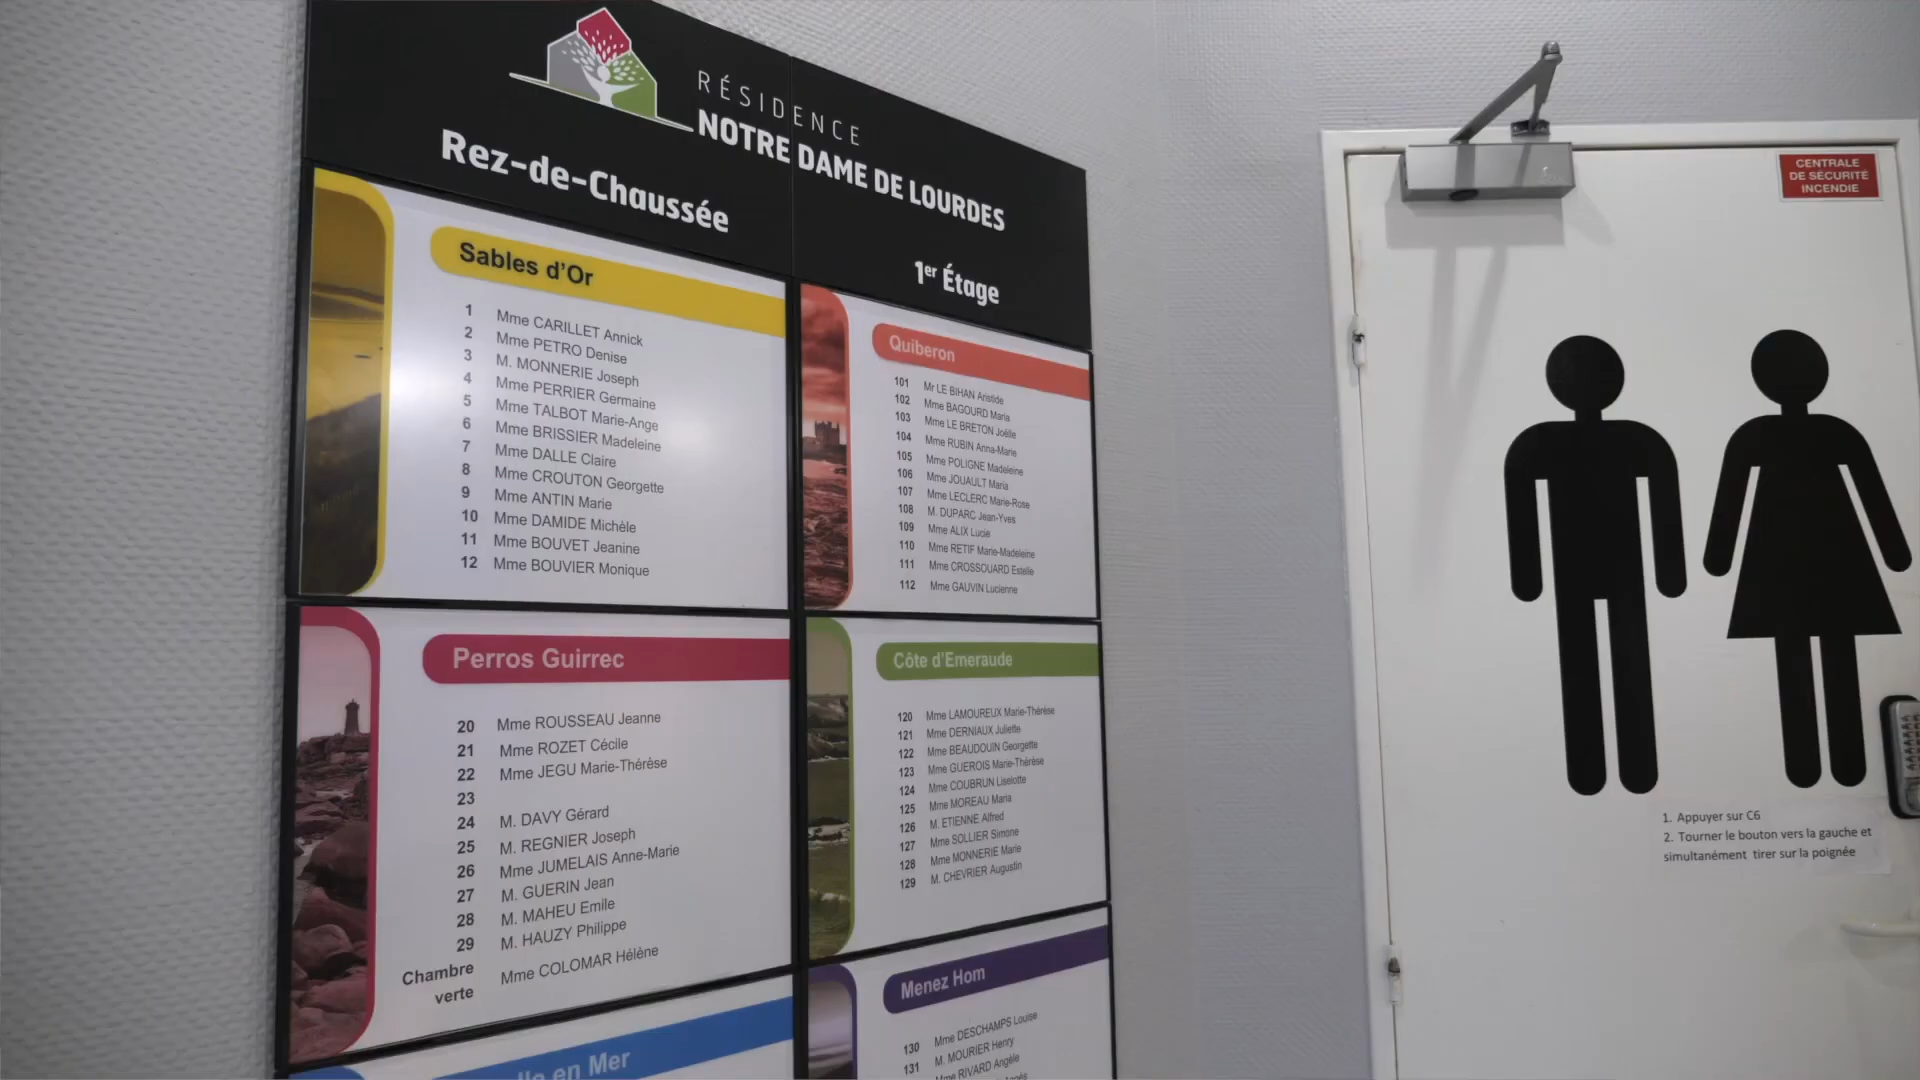 RÉSIDENCE
NOTRE DAME DE LOURDES
Rez-de-Chaussée
Sables d'Or
1 Mme CARILLET Annick
2 Mme PETRO Denise
3 M. MONNERIE Joseph
4 Mme PERRIER Germaine
5 Mme TALBOT Marie-Ange
6 Mme BRISSIER Madeleine
7 Mme DALLE Claire
8 Mme CROUTON Georgette
9 Mme ANTIN Marie
10 Mme DAMIDE Michèle
11 Mme BOUVET Jeanine
12 Mme BOUVIER Monique
Perros Guirrec
20 Mme ROUSSEAU Jeanne
21 Mme ROZET Cécile
22 Mme JEGU Marie-Thérèse
23
24 M. DAVY Gérard
25 M. REGNIER Joseph
26 Mme JUMELAIS Anne-Marie
27 M. GUERIN Jean
28 M. MAHEU Emile
29 M. HAUZY Philippe
Chambre verte Mme COLOMAR Hélène
en Mer
1er Étage
Quiberon
101 Mr LE BIHAN Aristide
102 Mme BAGOURD Maria
103 Mme LE BRETON Joëlle
104 Mme RUBIN Anna-Marie
105 Mme POLIGNE Madeleine
106 Mme JOUAULT Maria
107 Mme LECLERC Marie-Rose
108 M. DUPARC Jean-Yves
109 Mme ALIX Lucie
110 Mme RETIF Marie-Madeleine
111 Mme CROSSOUARD Estelle
112 Mme GAUVIN Lucienne
Côte d'Emeraude
120 Mme LAMOUREUX Marie-Thérèse
121 Mme DERNIAUX Juliette
122 Mme BEAUDOUIN Georgette
123 Mme GUEROIS Marie-Thérèse
124 Mme COUBRUN Liselotte
125 Mme MOREAU Maria
126 M. ETIENNE Alfred
127 Mme SOLLIER Simone
128 Mme MONNERIE Marie
129 M. CHEVRIER Augustin
Menez Hom
130 Mme DESCHAMPS Louise
131 M. MOURIER Henry
Mme RIVARD Angèle
CENTRALE
DE SÉCURITÉ
INCENDIE
1. Appuyer sur C6
2. Tourner le bouton vers la gauche et
simultanément tirer sur la poignée